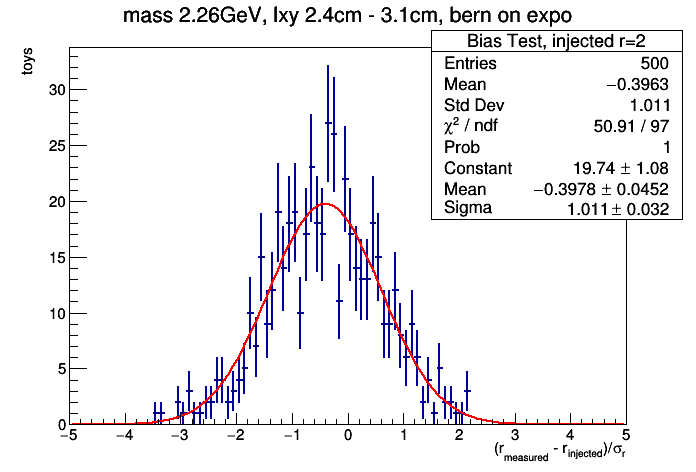 mass 2.26GeV, lxy 2.4cm - 3.1cm, bern on expo
Bias Test, injected r=2
Entries 500
Mean −0.3963
Std Dev 1.011
χ² / ndf 50.91 / 97
Prob 1
Constant 19.74 ± 1.08
Mean −0.3978 ± 0.0452
Sigma 1.011 ± 0.032
toys
30
25
20
15
10
5
0
−5 −4 −3 −2 −1 0 1 2 3 4 5
(r_measured - r_injected)/σ_r